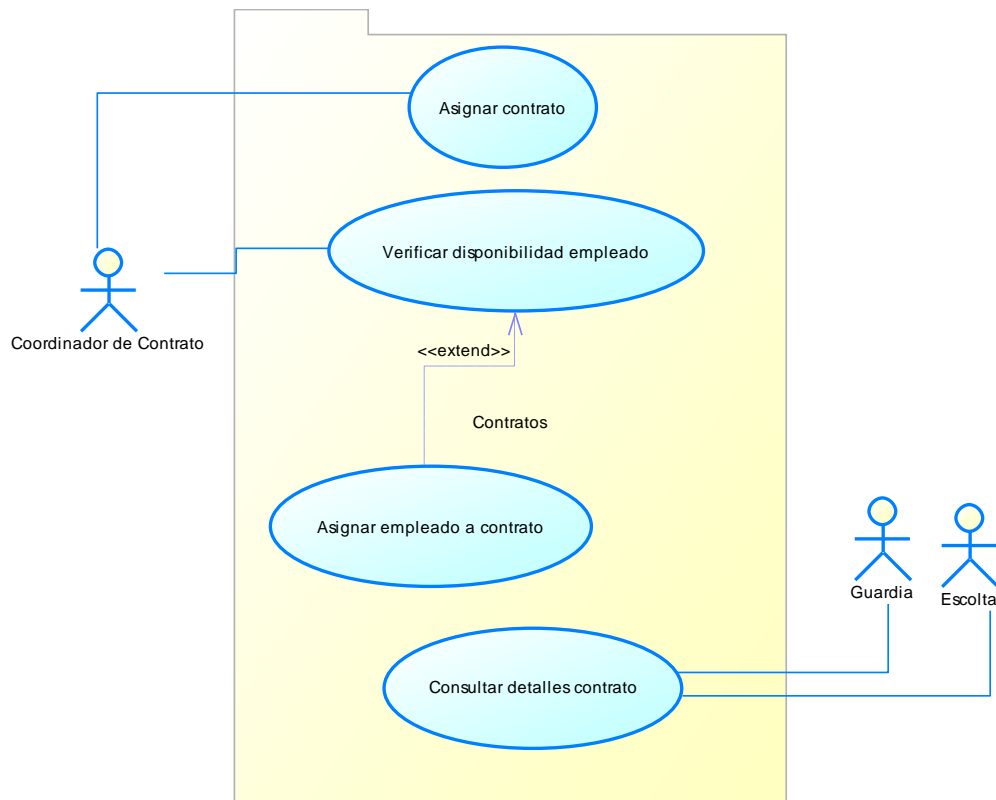 Asignar contrato
Verificar disponibilidad empleado
Coordinador de Contrato
<<extend>>
Contratos
Asignar empleado a contrato
Guardia
Escolta
Consultar detalles contrato